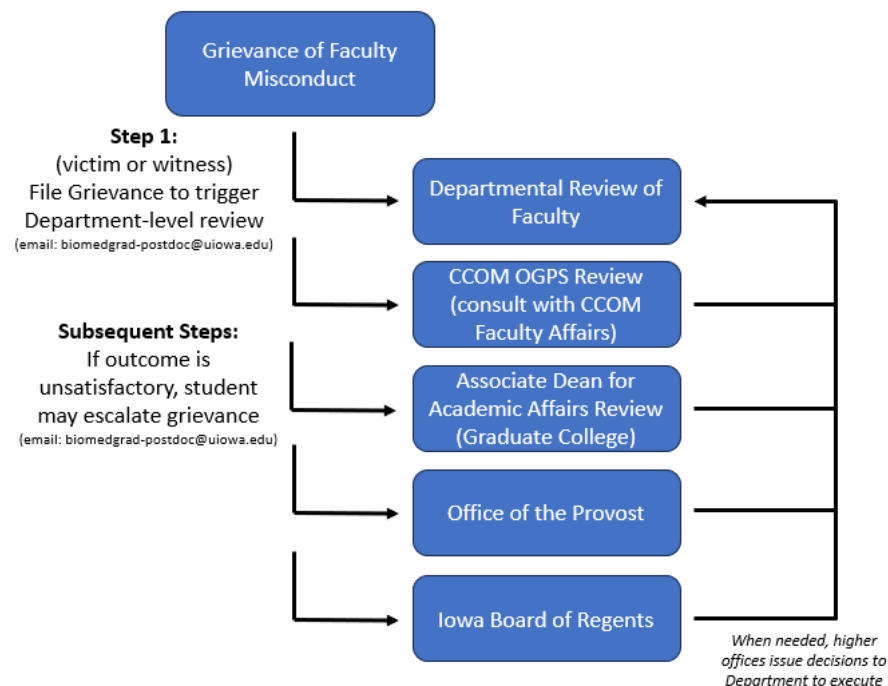 Grievance of Faculty
Misconduct
Step 1:
(victim or witness)
File Grievance to trigger
Department-level review
(email: biomedgrad-postdoc@uiowa.edu)
Departmental Review of
Faculty
CCOM OGPS Review
(consult with CCOM
Faculty Affairs)
Subsequent Steps:
If outcome is
unsatisfactory, student
may escalate grievance
(email: biomedgrad-postdoc@uiowa.edu)
Associate Dean for
Academic Affairs Review
(Graduate College)
Office of the Provost
Iowa Board of Regents
When needed, higher
offices issue decisions to
Department to execute